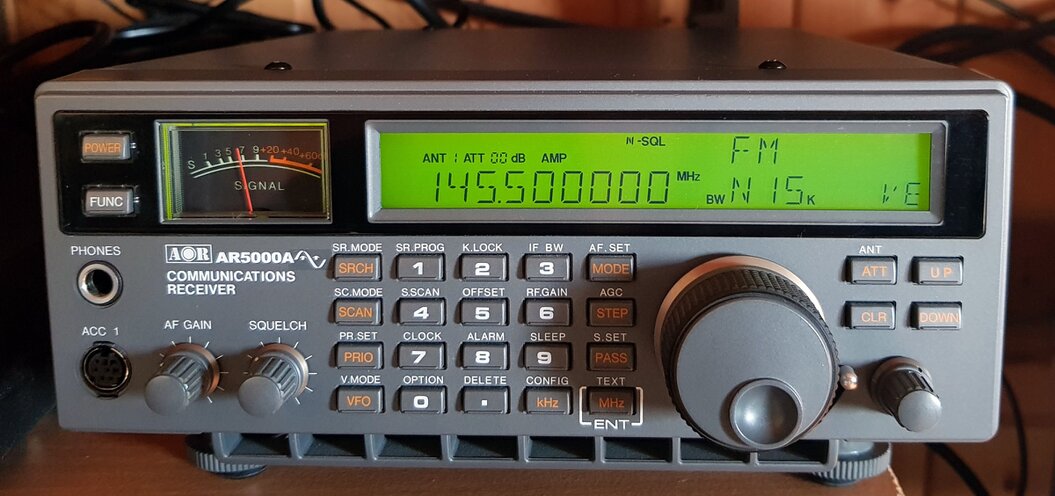 POWER
FUNC
S 1 3 5 7 9 +20 +40 +60d
SIGNAL
N-SQL
FM
ANT 1 ATT 00 dB AMP
145.500000 MHz
BW N 15 K
VE
PHONES
AOR AR5000A
COMMUNICATIONS
RECEIVER
ACC 1
AF GAIN
SQUELCH
SR.MODE SR.PROG K.LOCK IF BW AF.SET
SRCH 1 2 3 MODE
SC.MODE S.SCAN OFFSET RF.GAIN AGC
SCAN 4 5 6 STEP
PR.SET CLOCK ALARM SLEEP S.SET
PRIO 7 8 9 PASS
V.MODE OPTION DELETE CONFIG TEXT
VFO 0 . kHz MHz
ENT
ANT
ATT UP
CLR DOWN